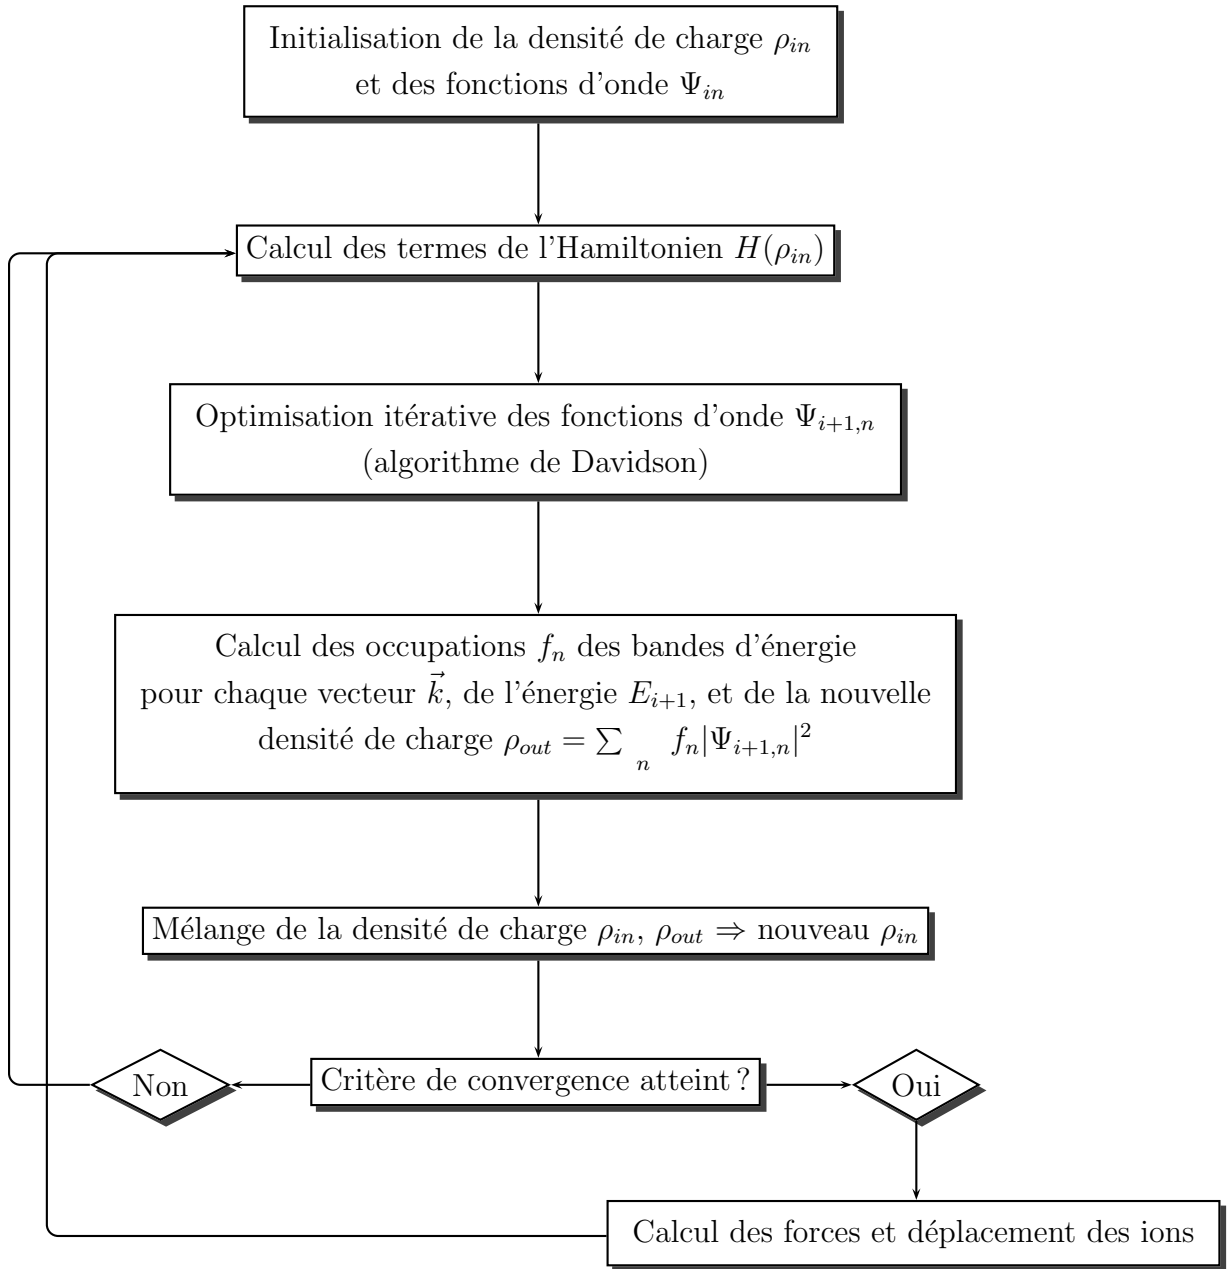 Initialisation de la densité de charge ρ_in
et des fonctions d'onde Ψ_in
Calcul des termes de l'Hamiltonien H(ρ_in)
Optimisation itérative des fonctions d'onde Ψ_{i+1,n}
(algorithme de Davidson)
Calcul des occupations f_n des bandes d'énergie
pour chaque vecteur k⃗, de l'énergie E_{i+1}, et de la nouvelle
densité de charge ρ_out = ∑_n f_n|Ψ_{i+1,n}|²
Mélange de la densité de charge ρ_in, ρ_out ⇒ nouveau ρ_in
Non
Critère de convergence atteint ?
Oui
Calcul des forces et déplacement des ions